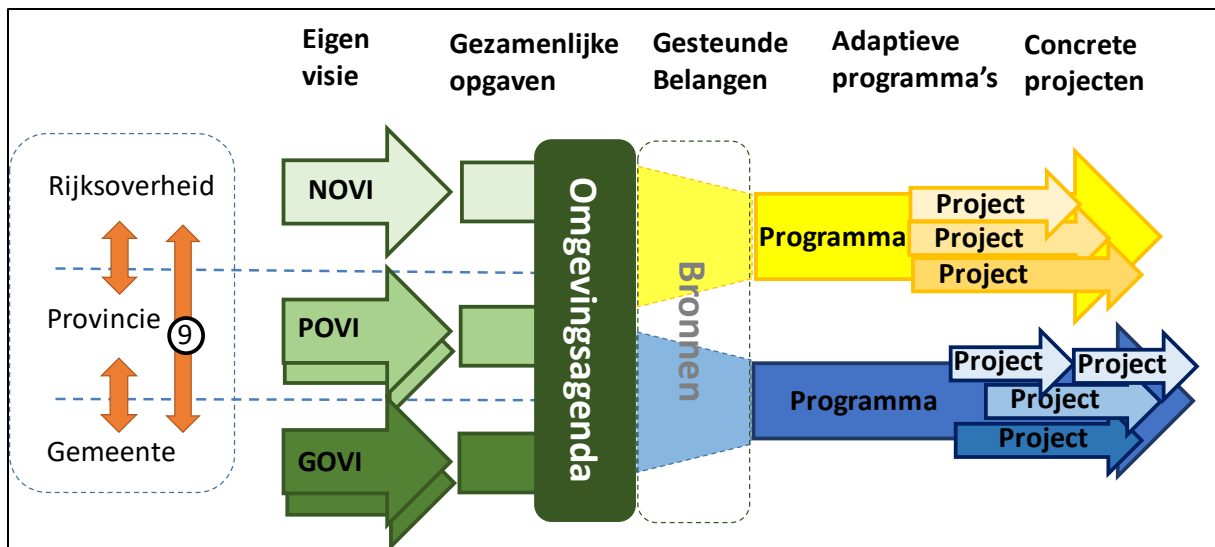 Eigen
visie
Gezamenlijke
opgaven
Gesteunde
Belangen
Adaptieve
programma's
Concrete
projecten
Rijksoverheid
Provincie
9
Gemeente
NOVI
POVI
GOVI
Omgevingsagenda
Bronnen
Programma
Project
Project
Project
Programma
Project
Project
Project
Project